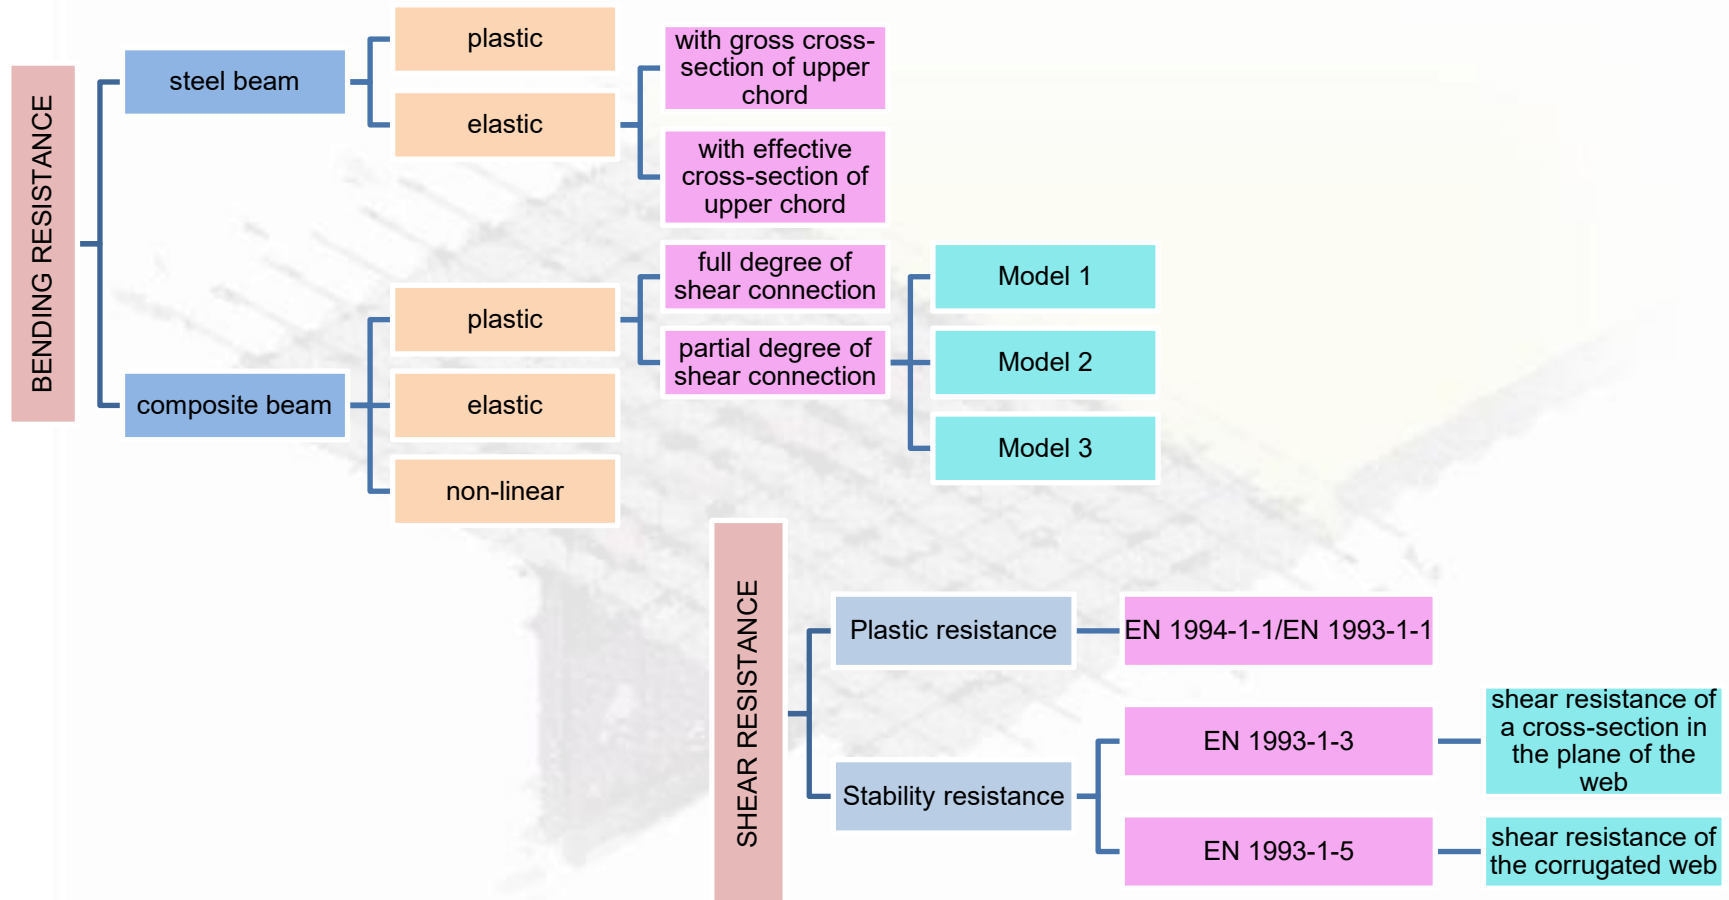 BENDING RESISTANCE
steel beam
plastic
elastic
with gross cross-
section of upper
chord
with effective
cross-section of
upper chord
composite beam
plastic
full degree of
shear connection
partial degree of
shear connection
Model 1
Model 2
Model 3
elastic
non-linear
SHEAR RESISTANCE
Plastic resistance
EN 1994-1-1/EN 1993-1-1
Stability resistance
EN 1993-1-3
shear resistance of
a cross-section in
the plane of the
web
EN 1993-1-5
shear resistance of
the corrugated web